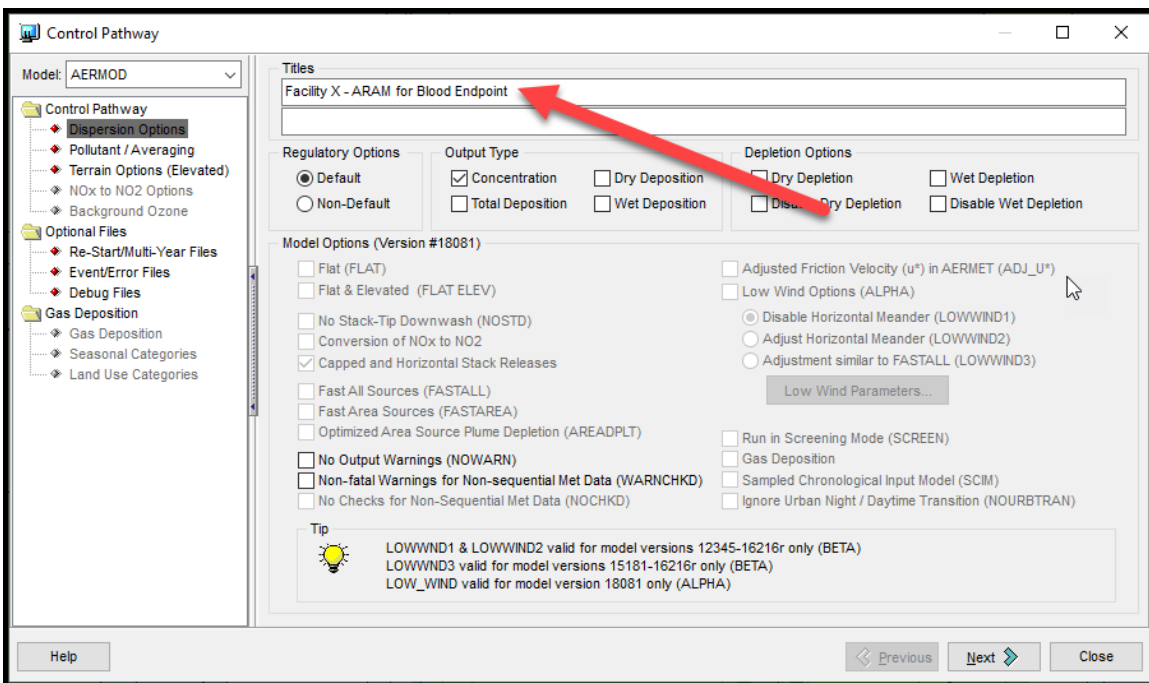 Control Pathway
Model: AERMOD
Control Pathway
Dispersion Options
Pollutant / Averaging
Terrain Options (Elevated)
NOx to NO2 Options
Background Ozone
Optional Files
Re-Start/Multi-Year Files
Event/Error Files
Debug Files
Gas Deposition
Gas Deposition
Seasonal Categories
Land Use Categories
Titles
Facility X - ARAM for Blood Endpoint
Regulatory Options
Default
Non-Default
Output Type
Concentration Dry Deposition
Total Deposition Wet Deposition
Depletion Options
Dry Depletion Wet Depletion
Dry Depletion Disable Wet Depletion
Model Options (Version #18081)
Flat (FLAT)
Flat & Elevated (FLAT ELEV)
No Stack-Tip Downwash (NOSTD)
Conversion of NOx to NO2
Capped and Horizontal Stack Releases
Fast All Sources (FASTALL)
Fast Area Sources (FASTAREA)
Optimized Area Source Plume Depletion (AREADPLT)
No Output Warnings (NOWARN)
Non-fatal Warnings for Non-sequential Met Data (WARNCHKD)
No Checks for Non-Sequential Met Data (NOCHKD)
Adjusted Friction Velocity (u*) in AERMET (ADJ_U*)
Low Wind Options (ALPHA)
Disable Horizontal Meander (LOWWIND1)
Adjust Horizontal Meander (LOWWIND2)
Adjustment similar to FASTALL (LOWWIND3)
Low Wind Parameters...
Run in Screening Mode (SCREEN)
Gas Deposition
Sampled Chronological Input Model (SCIM)
Ignore Urban Night / Daytime Transition (NOURBTRAN)
Tip
LOWWND1 & LOWWIND2 valid for model versions 12345-16216r only (BETA)
LOWWND3 valid for model versions 15181-16216r only (BETA)
LOW_WIND valid for model version 18081 only (ALPHA)
Help
Previous
Next
Close